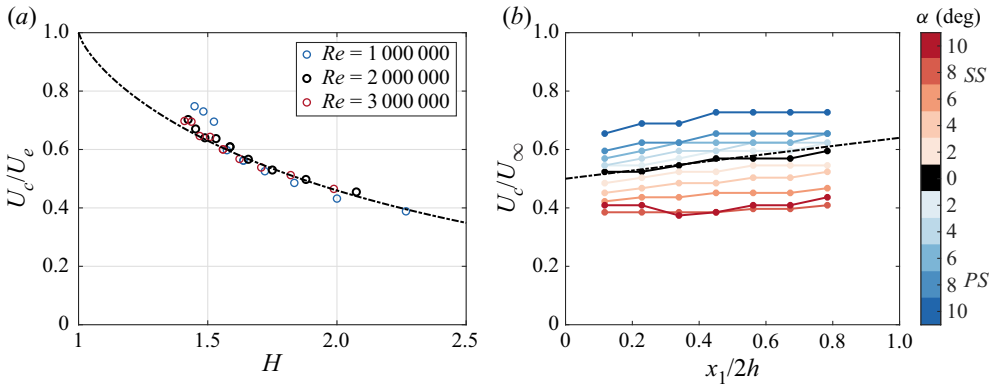 (a)
1.0
0.8
0.6
0.4
0.2
0
U_c/U_e
1
1.5
2.0
2.5
H
Re = 1 000 000
Re = 2 000 000
Re = 3 000 000
(b)
1.0
0.8
0.6
0.4
0.2
0
U_c/U_∞
0
0.2
0.4
0.6
0.8
1.0
x_1/2h
α (deg)
10
8 SS
6
4
2
0
2
4
6
8 PS
10